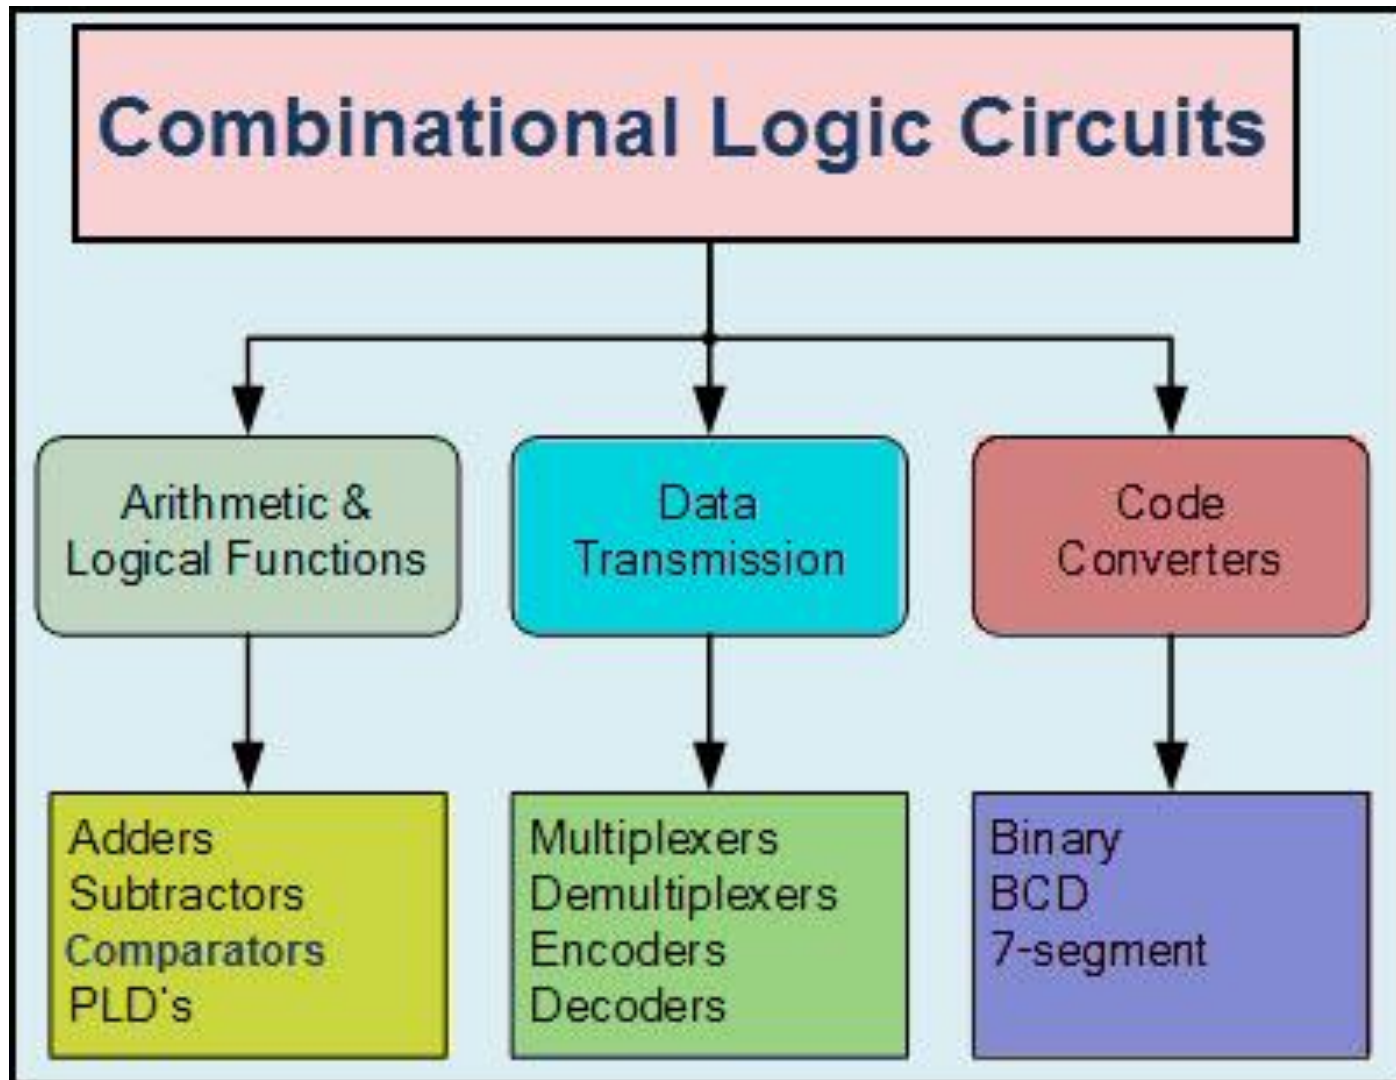 Combinational Logic Circuits
Arithmetic &
Logical Functions
Data
Transmission
Code
Converters
Adders
Subtractors
Comparators
PLD's
Multiplexers
Demultiplexers
Encoders
Decoders
Binary
BCD
7-segment